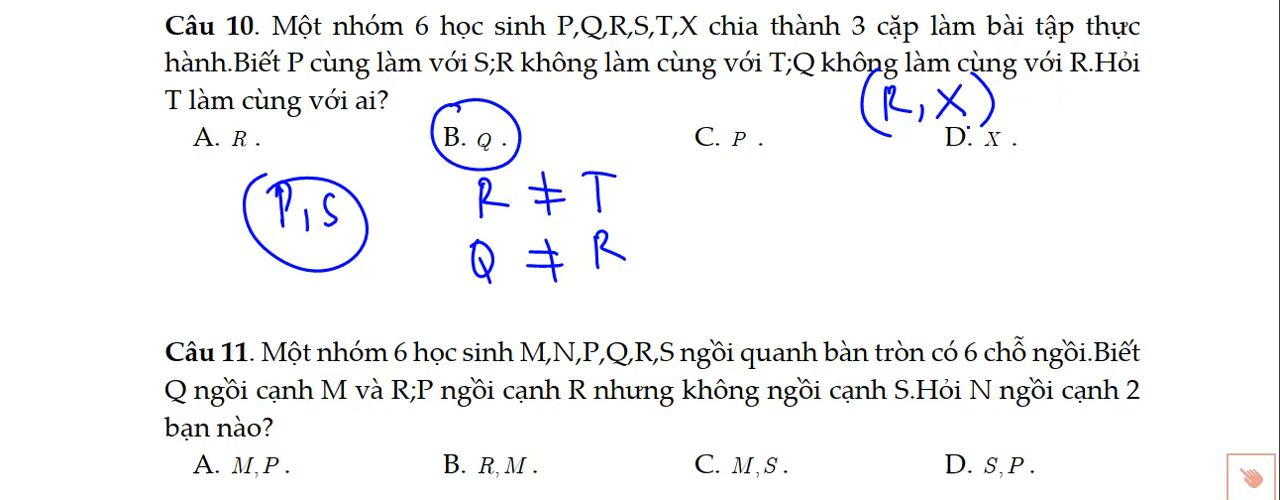 Câu 10. Một nhóm 6 học sinh P,Q,R,S,T,X chia thành 3 cặp làm bài tập thực
hành.Biết P cùng làm với S;R không làm cùng với T;Q không làm cùng với R.Hỏi
T làm cùng với ai?
(R, X)
A. R . B. Q . C. P . D. X .
P, S
R ≠ T
Q ≠ R
Câu 11. Một nhóm 6 học sinh M,N,P,Q,R,S ngồi quanh bàn tròn có 6 chỗ ngồi.Biết
Q ngồi cạnh M và R;P ngồi cạnh R nhưng không ngồi cạnh S.Hỏi N ngồi cạnh 2
bạn nào?
A. M,P . B. R,M . C. M,S . D. S,P .